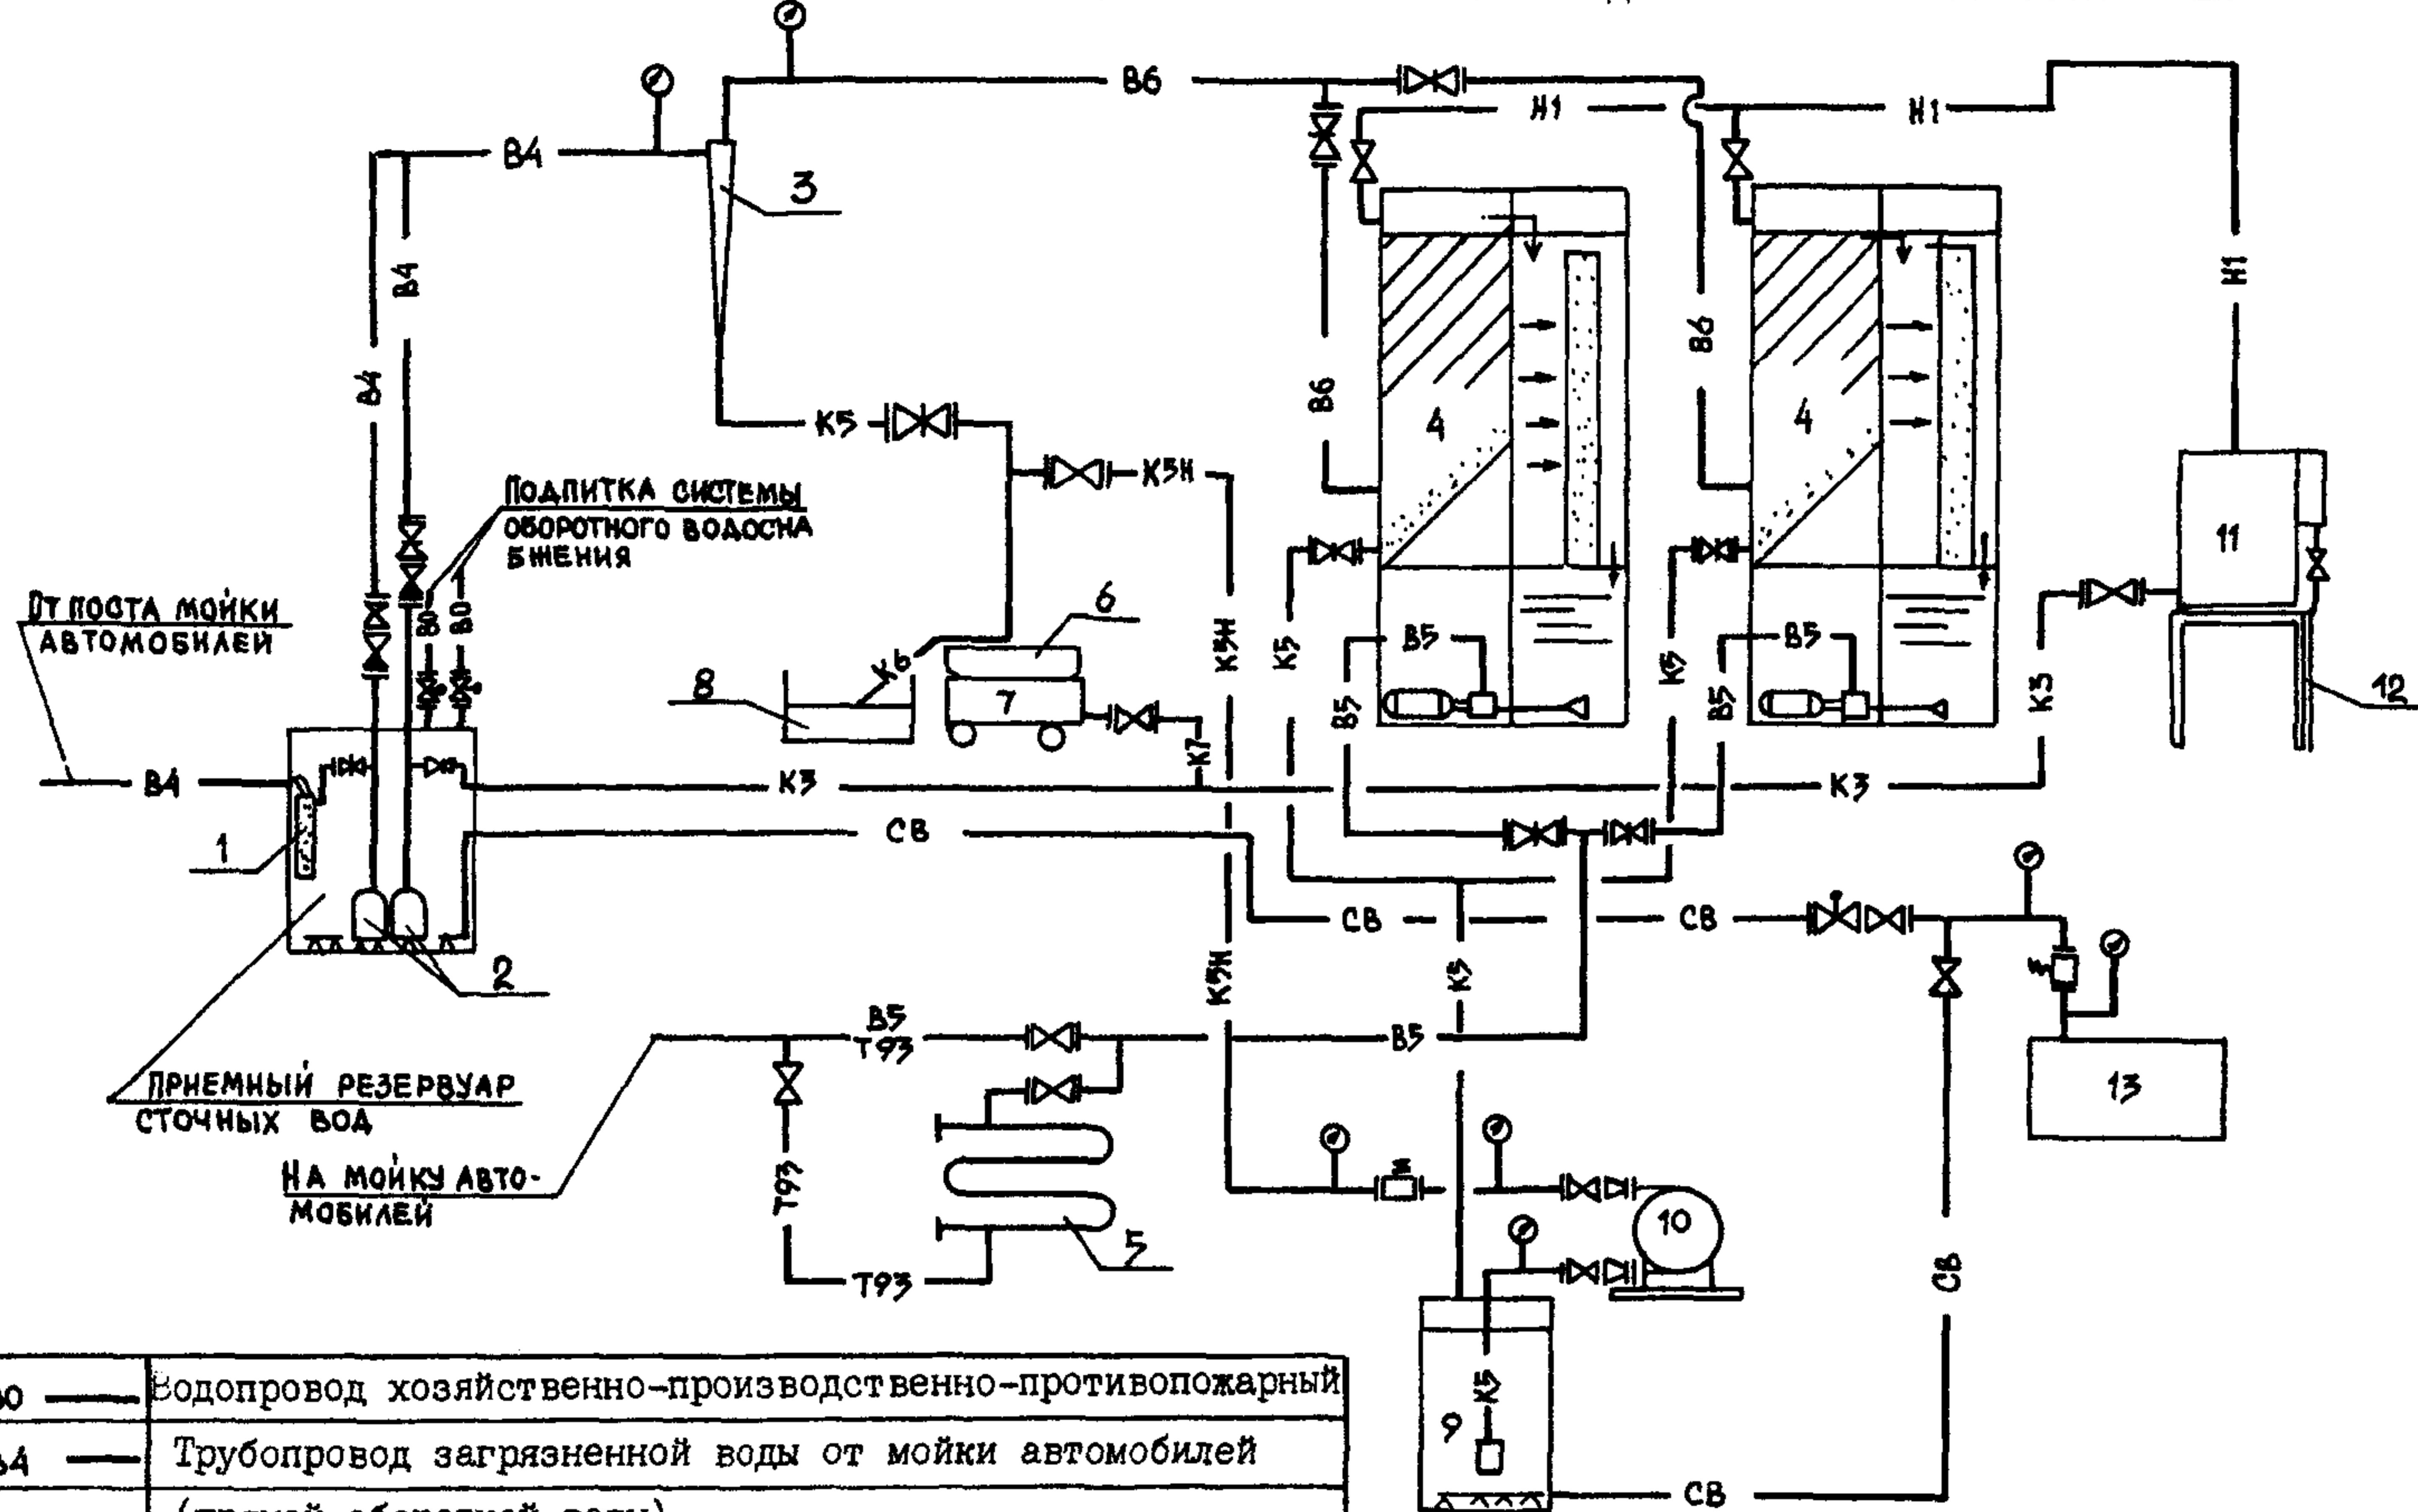 В6
Н1
Н1
В4
3
В4
Н1
В6
В4
В6
4
4
К5
К5Н
ПОДПИТКА СИСТЕМЫ
ОБОРОТНОГО ВОДОСНА
БЖЕНИЯ
11
ОТ ПОСТА МОЙКИ
АВТОМОБИЛЕЙ
В0
В0
6
К5Н
К5
В5
К5
В5
К6
8
7
В5
В5
К3
12
К7
В4
К3
К3
1
СВ
СВ
СВ
2
К5Н
К5
В5
Т93
В5
ПРИЕМНЫЙ РЕЗЕРВУАР
СТОЧНЫХ ВОД
13
НА МОЙКУ АВТО-
МОБИЛЕЙ
Т93
10
5
Т93
СВ
К5
9
СВ
Водопровод хозяйственно-производственно-противопожарный
Трубопровод загрязненной воды от мойки автомобилей